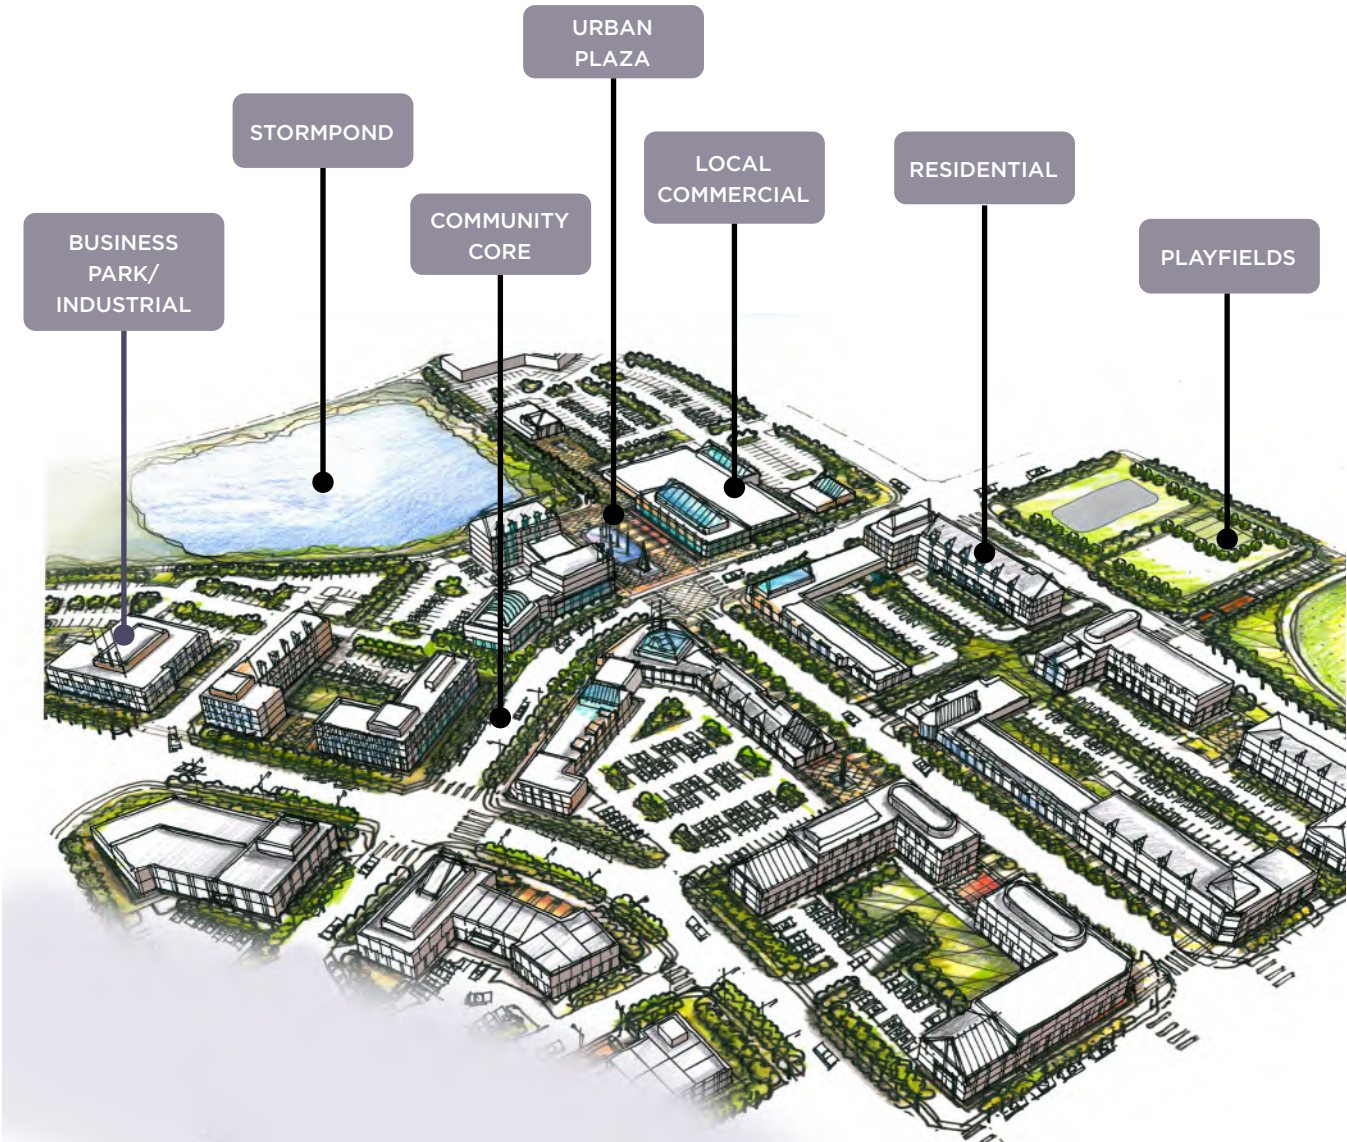 URBAN
PLAZA
STORMPOND
LOCAL
COMMERCIAL
RESIDENTIAL
COMMUNITY
CORE
BUSINESS
PARK/
INDUSTRIAL
PLAYFIELDS